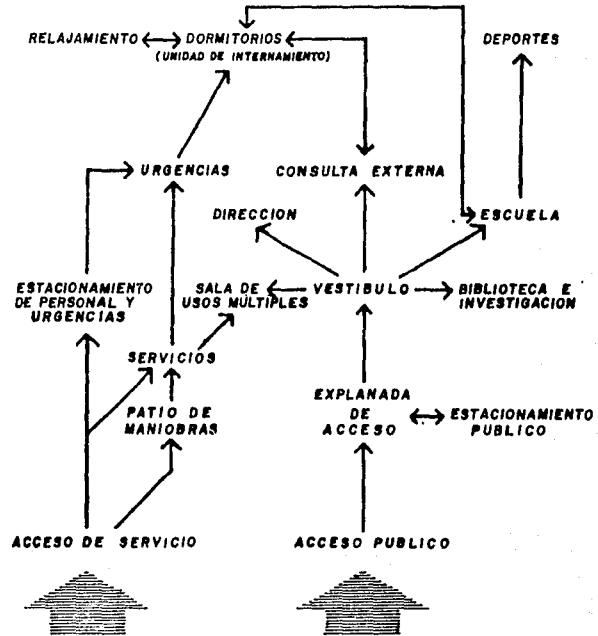 RELAJAMIENTO
DORMITORIOS
(UNIDAD DE INTERNAMIENTO)
DEPORTES
URGENCIAS
CONSULTA EXTERNA
DIRECCION
ESCUELA
ESTACIONAMIENTO
DE PERSONAL Y
URGENCIAS
SALA DE
USOS MÚLTIPLES
VESTIBULO
BIBLIOTECA E
INVESTIGACION
SERVICIOS
PATIO DE
MANIOBRAS
EXPLANADA
DE
ACCESO
ESTACIONAMIENTO
PUBLICO
ACCESO DE SERVICIO
ACCESO PUBLICO